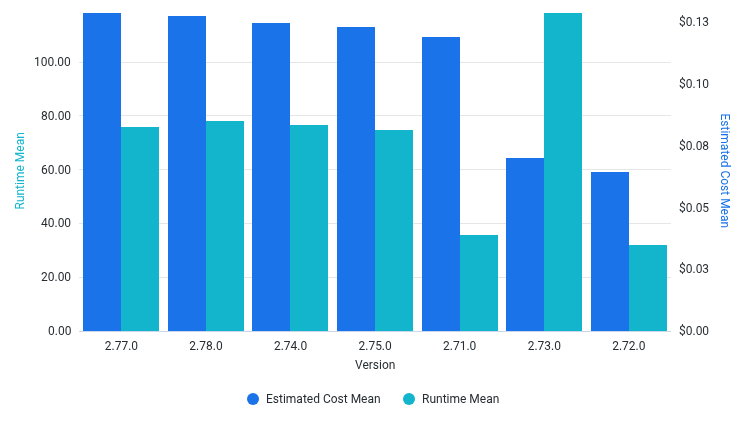 Runtime Mean
100.00
80.00
60.00
40.00
20.00
0.00
$0.13
$0.10
$0.08
$0.05
$0.03
$0.00
Estimated Cost Mean
2.77.0 2.78.0 2.74.0 2.75.0 2.71.0 2.73.0 2.72.0
Version
Estimated Cost Mean Runtime Mean